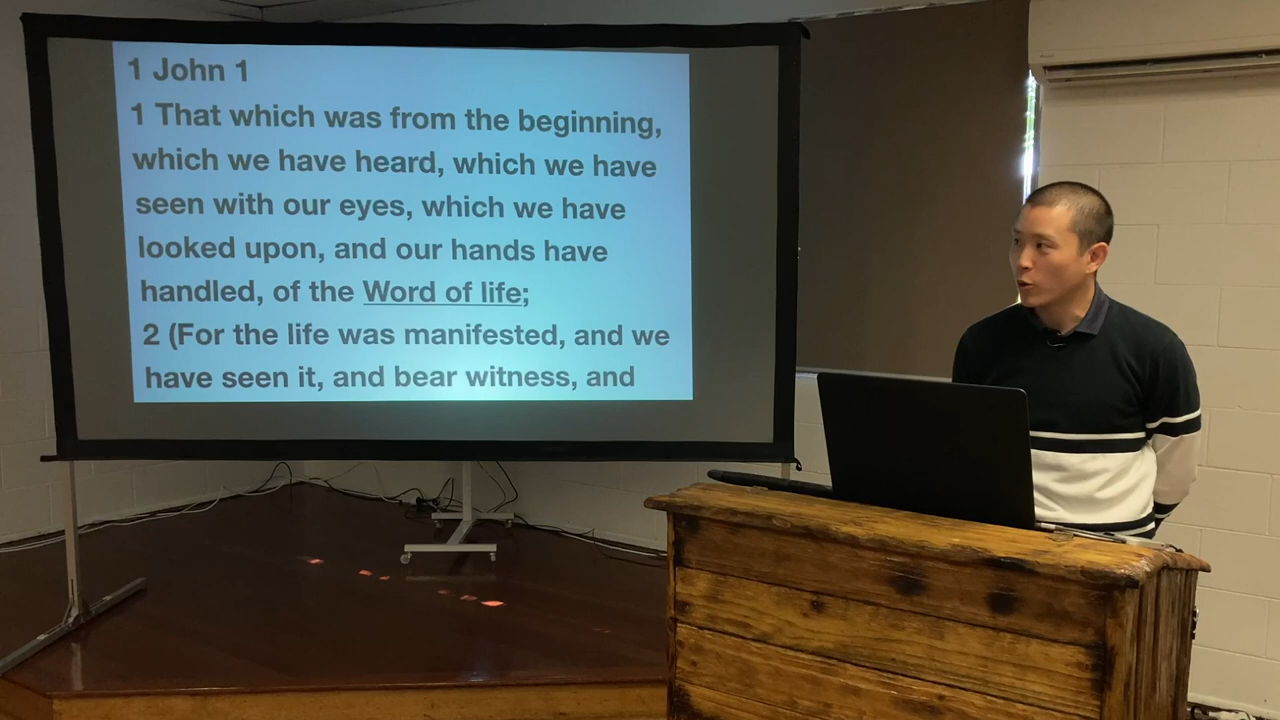 1 John 1
1 That which was from the beginning,
which we have heard, which we have
seen with our eyes, which we have
looked upon, and our hands have
handled, of the Word of life;
2 (For the life was manifested, and we
have seen it, and bear witness, and